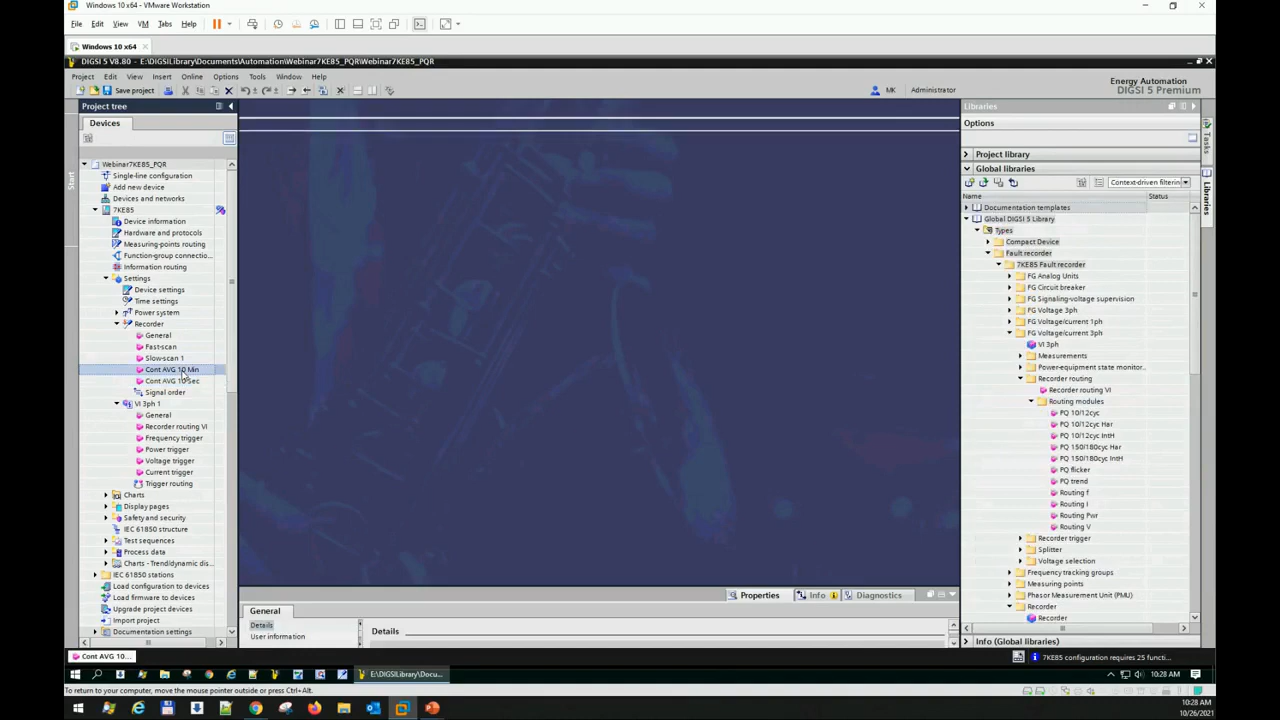 Windows 10 x64 - VMware Workstation
File Edit View VM Tabs Help
Windows 10 x64
DIGSI 5 V8.80 - E:\DIGSILibrary\Documents\Automation\Webinar7KE85_PQR\Webinar7KE85_PQR
Project Edit View Insert Online Options Tools Window Help
Save project
MK Administrator
Energy Automation
DIGSI 5 Premium
Project tree
Devices
Start
Webinar7KE85_PQR
Single-line configuration
Add new device
Devices and networks
7KE85
Device information
Hardware and protocols
Measuring-points routing
Function-group connectio...
Information routing
Settings
Device settings
Time settings
Power system
Recorder
General
Fast-scan
Slow-scan 1
Cont AVG 10 Min
Cont AVG 10 Sec
Signal order
VI 3ph 1
General
Recorder routing VI
Frequency trigger
Power trigger
Voltage trigger
Current trigger
Trigger routing
Charts
Display pages
Safety and security
IEC 61850 structure
Test sequences
Process data
Charts - Trend/dynamic dis...
IEC 61850 stations
Load configuration to devices
Load firmware to devices
Upgrade project devices
Import project
Documentation settings
Properties Info Diagnostics
General
Details
User information
Details
Libraries
Options
Project library
Global libraries
Context-driven filterin
Name Status
Documentation templates
Global DIGSI 5 Library
Types
Compact Device
Fault recorder
7KE85 Fault recorder
FG Analog Units
FG Circuit breaker
FG Signaling-voltage supervision
FG Voltage 3ph
FG Voltage/current 1ph
FG Voltage/current 3ph
VI 3ph
Measurements
Power-equipment state monitor...
Recorder routing
Recorder routing VI
Routing modules
PQ 10/12cyc
PQ 10/12cyc Har
PQ 10/12cyc IntH
PQ 150/180cyc Har
PQ 150/180cyc IntH
PQ flicker
PQ trend
Routing f
Routing I
Routing Pwr
Routing V
Recorder trigger
Splitter
Voltage selection
Frequency tracking groups
Measuring points
Phasor Measurement Unit (PMU)
Recorder
Recorder
Info (Global libraries)
Tasks
Libraries
Cont AVG 10...
7KE85 configuration requires 25 functi...
E:\DIGSILibrary\Docu...
10:28 AM
To return to your computer, move the mouse pointer outside or press Ctrl+Alt.
10:28 AM
10/26/2021